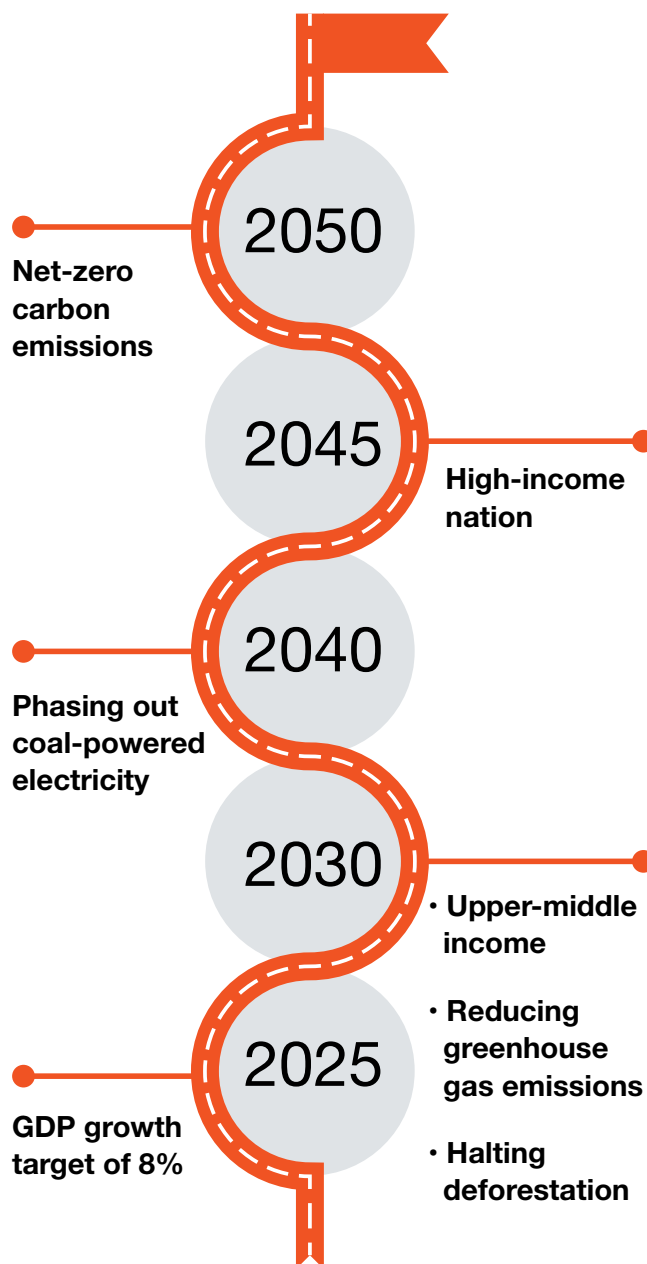 2050
Net-zero
carbon
emissions
2045
High-income
nation
2040
Phasing out
coal-powered
electricity
2030
• Upper-middle
income
• Reducing
greenhouse
gas emissions
• Halting
deforestation
2025
GDP growth
target of 8%